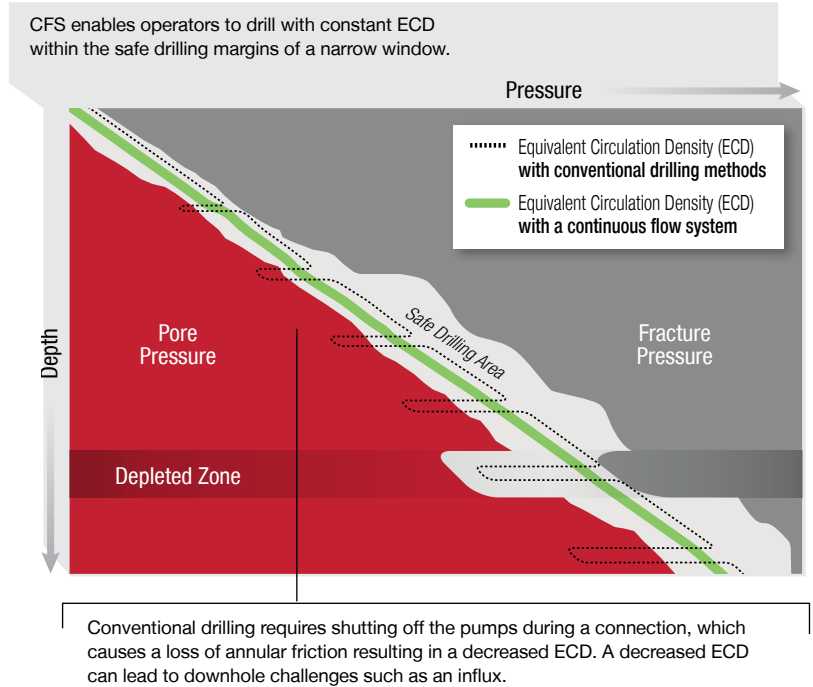 CFS enables operators to drill with constant ECD
within the safe drilling margins of a narrow window.
Pressure
Equivalent Circulation Density (ECD)
with conventional drilling methods
Equivalent Circulation Density (ECD)
with a continuous flow system
Depth
Pore
Pressure
Safe Drilling Area
Fracture
Pressure
Depleted Zone
Conventional drilling requires shutting off the pumps during a connection, which
causes a loss of annular friction resulting in a decreased ECD. A decreased ECD
can lead to downhole challenges such as an influx.